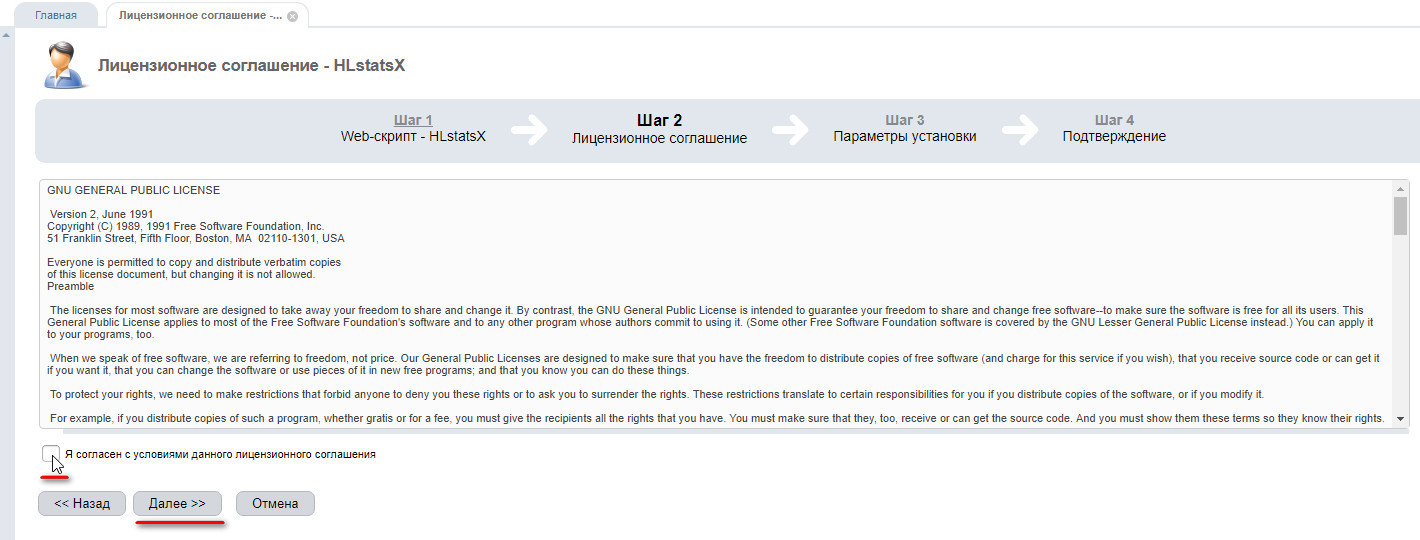 Главная
Лицензионное соглашение -...
Лицензионное соглашение - HLstatsX
Шаг 1
Web-скрипт - HLstatsX
Шаг 2
Лицензионное соглашение
Шаг 3
Параметры установки
Шаг 4
Подтверждение
GNU GENERAL PUBLIC LICENSE
Version 2, June 1991
Copyright (C) 1989, 1991 Free Software Foundation, Inc.
51 Franklin Street, Fifth Floor, Boston, MA  02110-1301, USA
Everyone is permitted to copy and distribute verbatim copies
of this license document, but changing it is not allowed.
Preamble
The licenses for most software are designed to take away your freedom to share and change it. By contrast, the GNU General Public License is intended to guarantee your freedom to share and change free software--to make sure the software is free for all its users. This
General Public License applies to most of the Free Software Foundation's software and to any other program whose authors commit to using it. (Some other Free Software Foundation software is covered by the GNU Lesser General Public License instead.) You can apply it
to your programs, too.
When we speak of free software, we are referring to freedom, not price. Our General Public Licenses are designed to make sure that you have the freedom to distribute copies of free software (and charge for this service if you wish), that you receive source code or can get it
if you want it, that you can change the software or use pieces of it in new free programs; and that you know you can do these things.
To protect your rights, we need to make restrictions that forbid anyone to deny you these rights or to ask you to surrender the rights. These restrictions translate to certain responsibilities for you if you distribute copies of the software, or if you modify it.
For example, if you distribute copies of such a program, whether gratis or for a fee, you must give the recipients all the rights that you have. You must make sure that they, too, receive or can get the source code. And you must show them these terms so they know their rights.
Я согласен с условиями данного лицензионного соглашения
<< Назад
Далее >>
Отмена